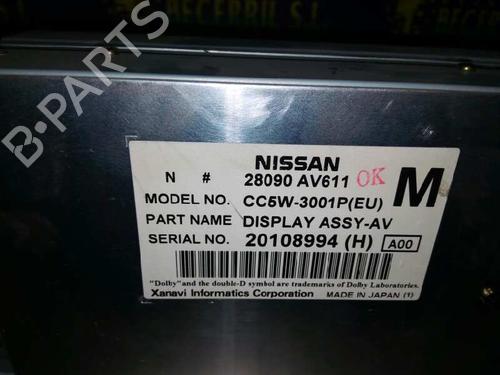 BECERRIL S.L.
B-PARTS
NISSAN
N # 28090 AV611 OK M
MODEL NO. CC5W-3001P(EU)
PART NAME DISPLAY ASSY-AV
SERIAL NO. 20108994 (H) A00
"Dolby" and the double-D symbol are trademarks of Dolby Laboratories.
Xanavi Informatics Corporation MADE IN JAPAN (1)